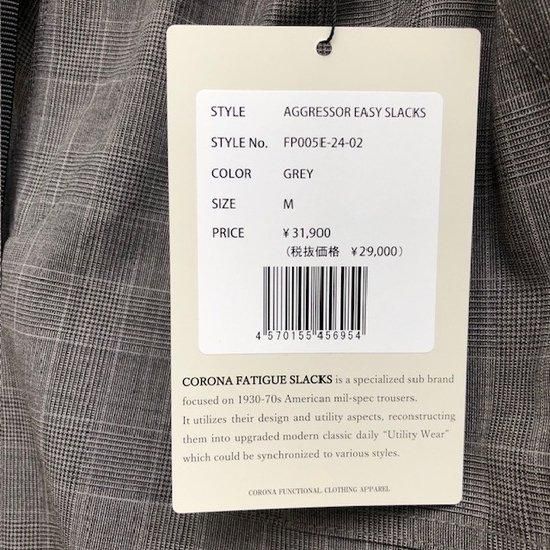 STYLE AGGRESSOR EASY SLACKS
STYLE No. FP005E-24-02
COLOR GREY
SIZE M
PRICE ¥ 31,900
(税抜価格 ¥ 29,000)
4 570155 456954
CORONA FATIGUE SLACKS is a specialized sub brand
focused on 1930-70s American mil-spec trousers.
It utilizes their design and utility aspects, reconstructing
them into upgraded modern classic daily “Utility Wear”
which could be synchronized to various styles.
CORONA FUNCTIONAL CLOTHING APPAREL